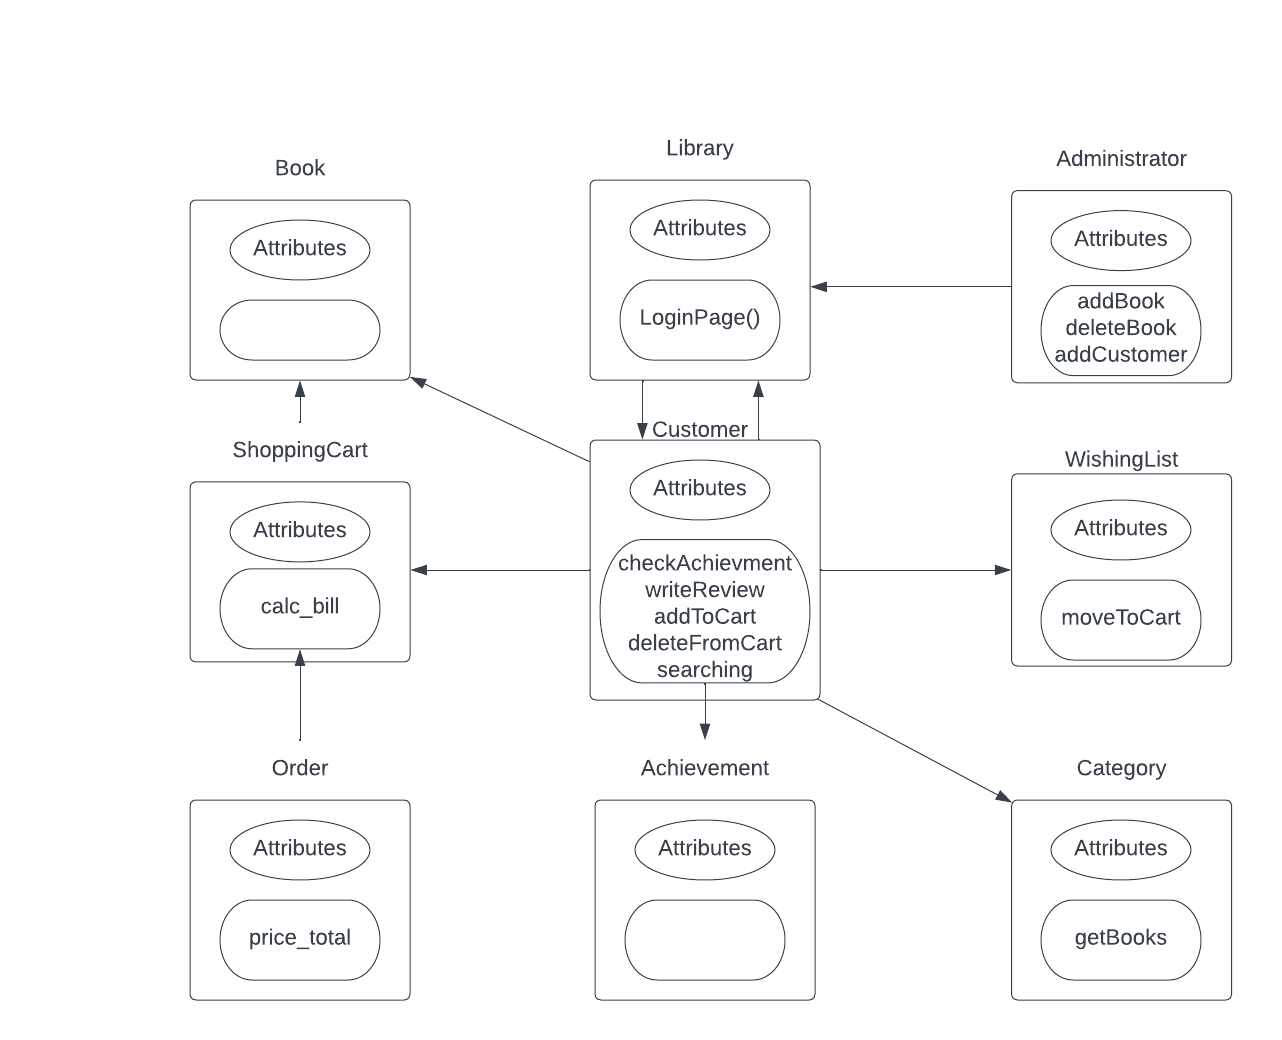 Book
Attributes
Library
Attributes
LoginPage()
Administrator
Attributes
addBook
deleteBook
addCustomer
ShoppingCart
Attributes
calc_bill
Customer
Attributes
checkAchievment
writeReview
addToCart
deleteFromCart
searching
WishingList
Attributes
moveToCart
Order
Attributes
price_total
Achievement
Attributes
Category
Attributes
getBooks